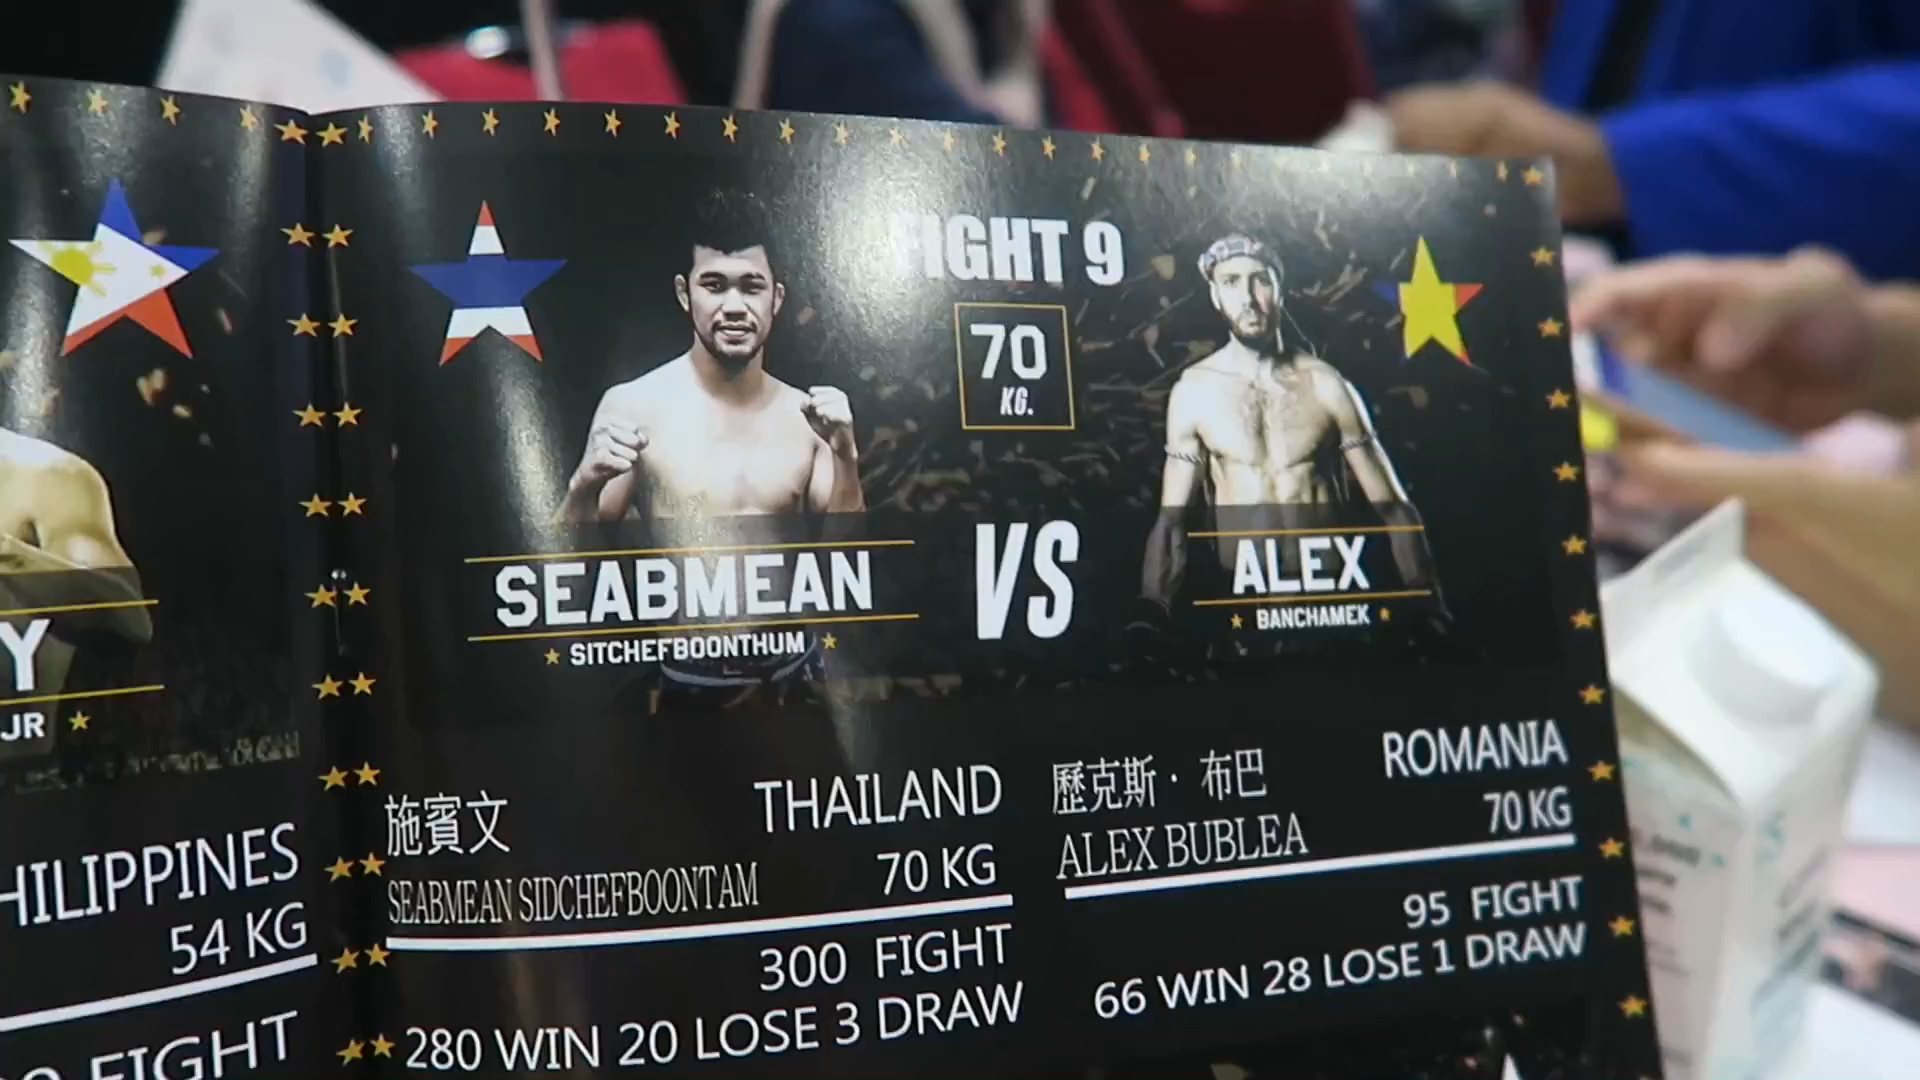 FIGHT 9
70
KG.
SEABMEAN
SITCHEFBOONTHUM
VS
ALEX
BANCHAMEK
施賓文
THAILAND
SEABMEAN SIDCHEFBOONTAM
70 KG
300 FIGHT
280 WIN 20 LOSE 3 DRAW
歷克斯·布巴
ROMANIA
ALEX BUBLEA
70 KG
95 FIGHT
66 WIN 28 LOSE 1 DRAW
Y
JR
HILIPPINES
54 KG
FIGHT